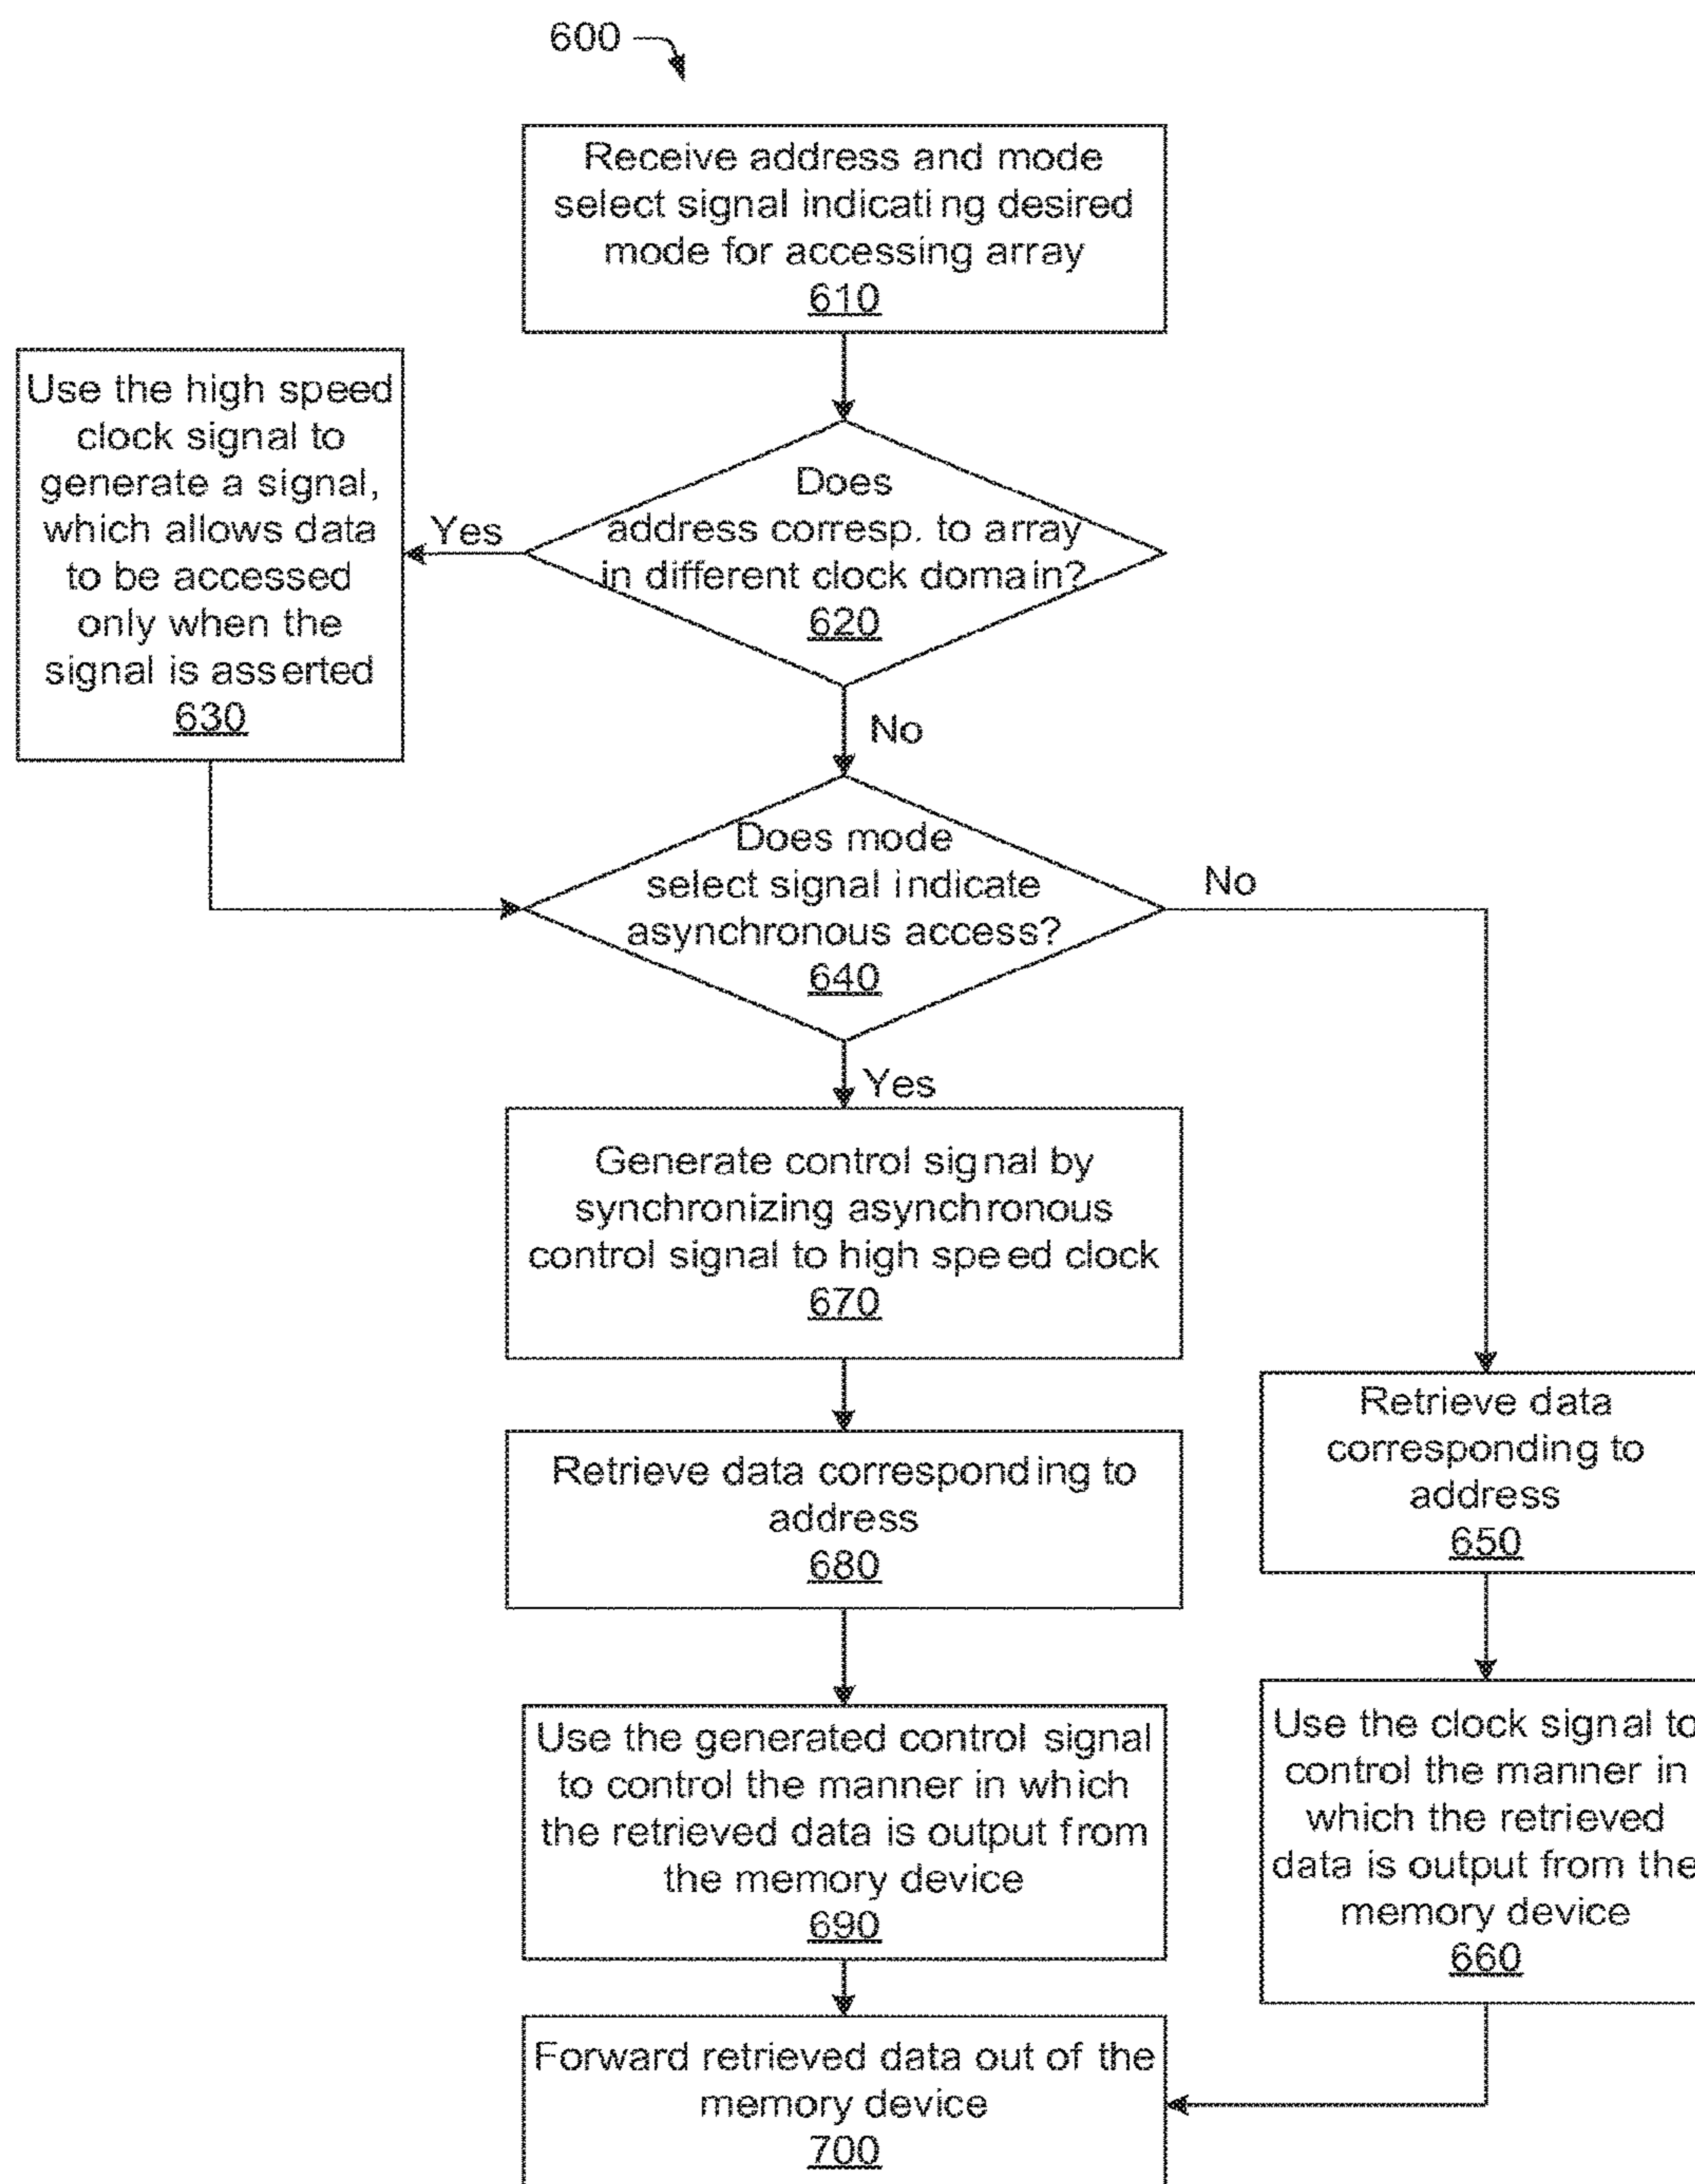 600
Receive address and mode
select signal indicating desired
mode for accessing array
610
Use the high speed
clock signal to
generate a signal,
which allows data
to be accessed
only when the
signal is asserted
630
Yes
Does
address corresp. to array
in different clock domain?
620
No
Does mode
select signal indicate
asynchronous access?
640
No
Yes
Generate control signal by
synchronizing asynchronous
control signal to high speed clock
670
Retrieve data corresponding to
address
680
Retrieve data
corresponding to
address
650
Use the generated control signal
to control the manner in which
the retrieved data is output from
the memory device
690
Use the clock signal to
control the manner in
which the retrieved
data is output from the
memory device
660
Forward retrieved data out of the
memory device
700